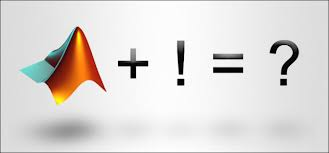 + ! = ?